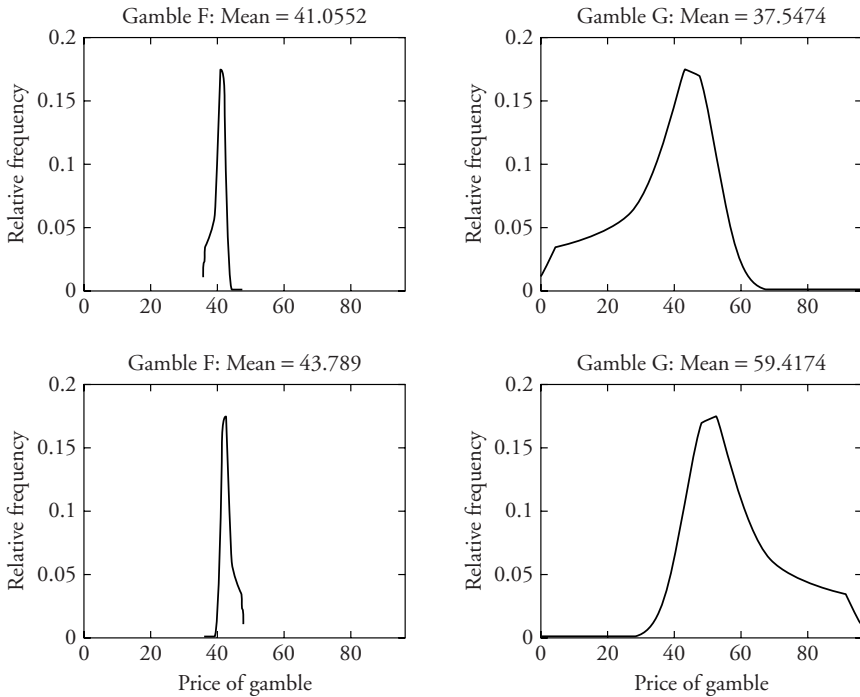 Gamble F: Mean = 41.0552
Relative frequency
0.2
0.15
0.1
0.05
0
0 20 40 60 80
Gamble G: Mean = 37.5474
Relative frequency
0.2
0.15
0.1
0.05
0
0 20 40 60 80
Gamble F: Mean = 43.789
Relative frequency
0.2
0.15
0.1
0.05
0
0 20 40 60 80
Price of gamble
Gamble G: Mean = 59.4174
Relative frequency
0.2
0.15
0.1
0.05
0
0 20 40 60 80
Price of gamble